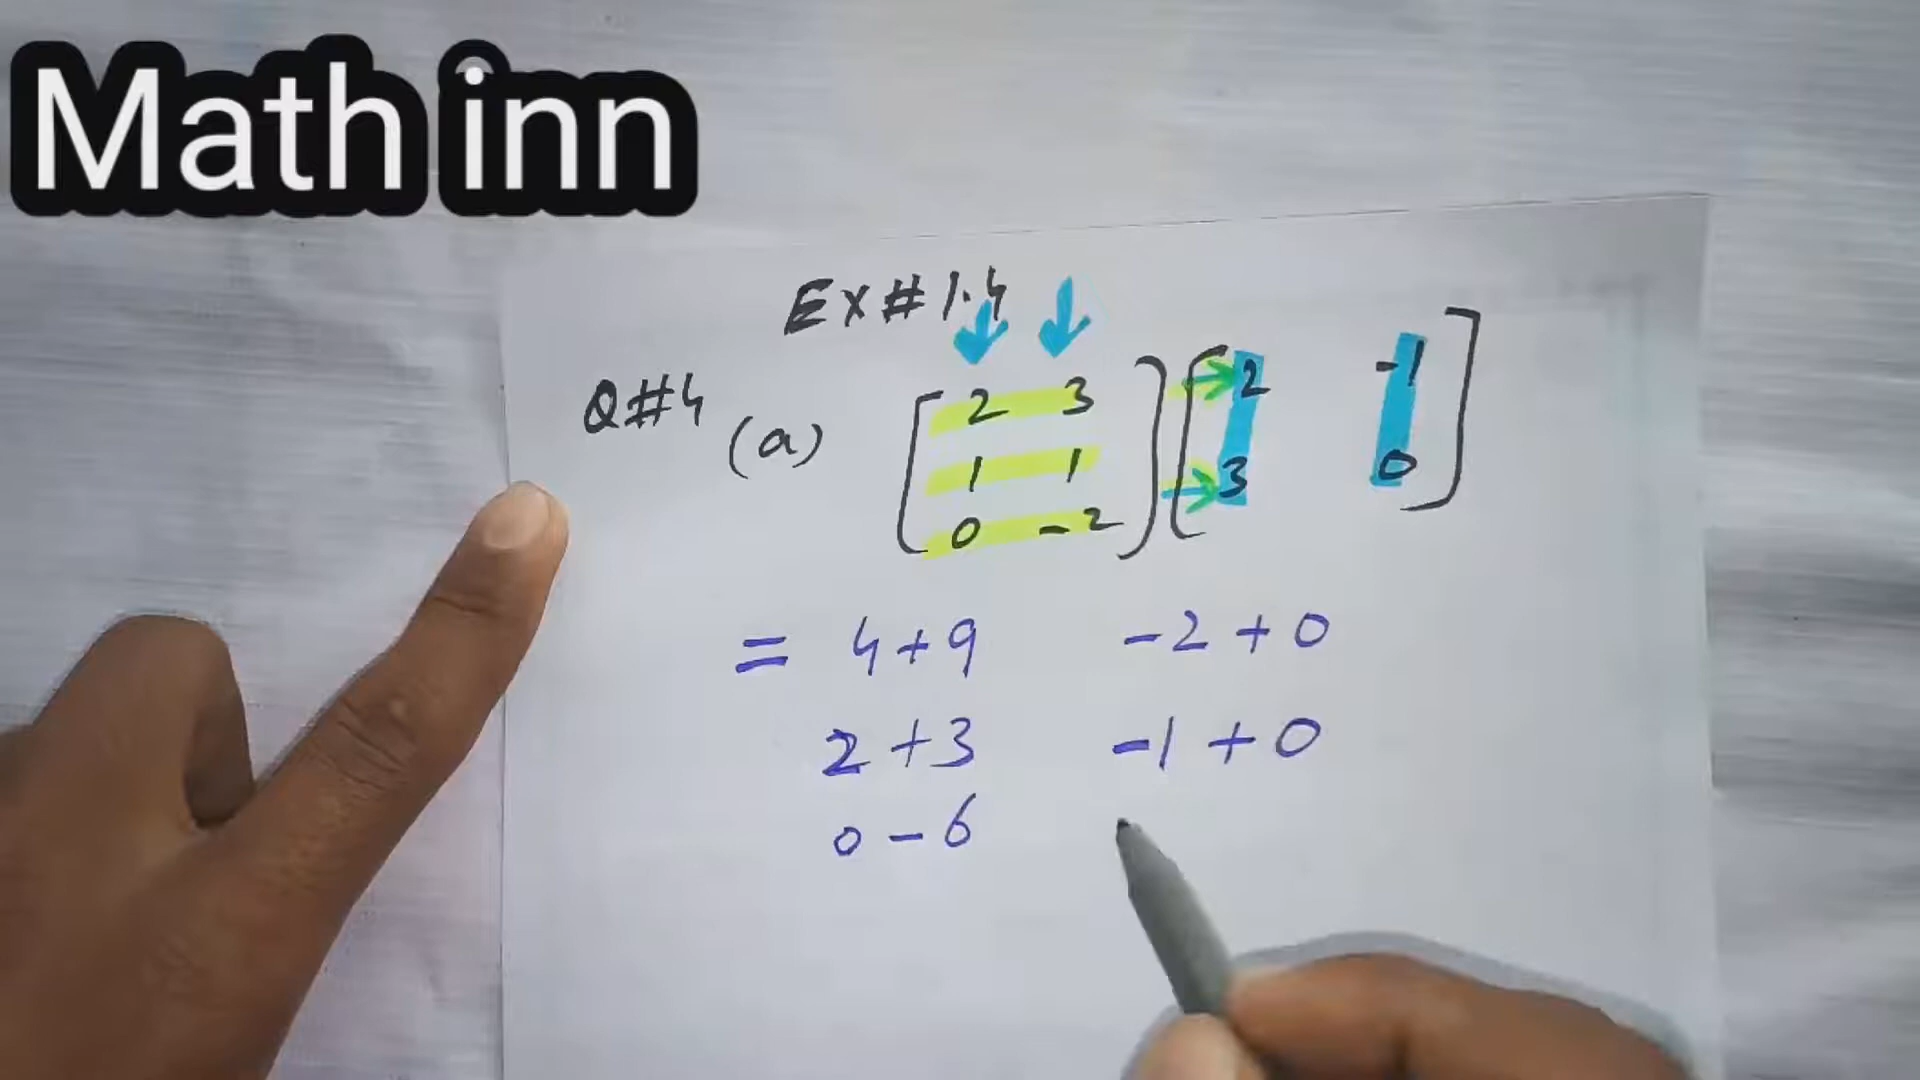 Math inn
Ex#1.4
Q#4 (a) [2 3 [2 -1]
1 1
0 -2] 3 0]
= 4+9 -2+0
2+3 -1+0
0-6